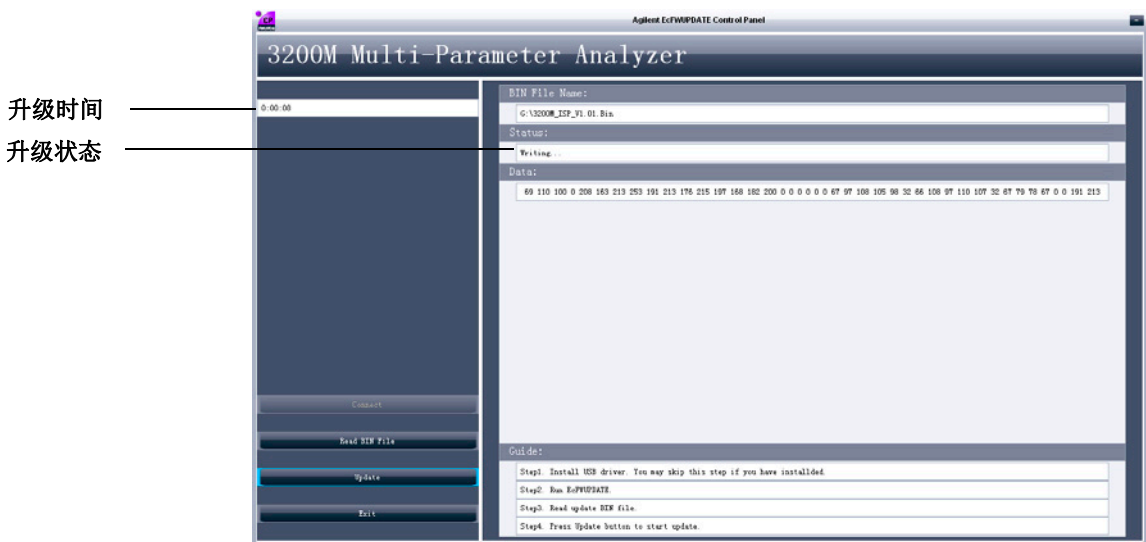 CP
Agilent EcFWUPDATE Control Panel
3200M Multi-Parameter Analyzer
升级时间
0:00:00
升级状态
BIN File Name:
G:\3200M_ISP_V1.01.Bin
Status:
Writing...
Data:
69 110 100 0 208 163 213 253 191 213 176 215 197 168 182 200 0 0 0 0 0 0 67 97 108 105 98 32 66 108 97 110 107 32 67 79 78 67 0 0 191 213
Connect
Read BIN File
Update
Exit
Guide:
Step1. Install USB driver. You may skip this step if you have installded.
Step2. Run EcFWUPDATE.
Step3. Read update BIN file.
Step4. Press Update button to start update.